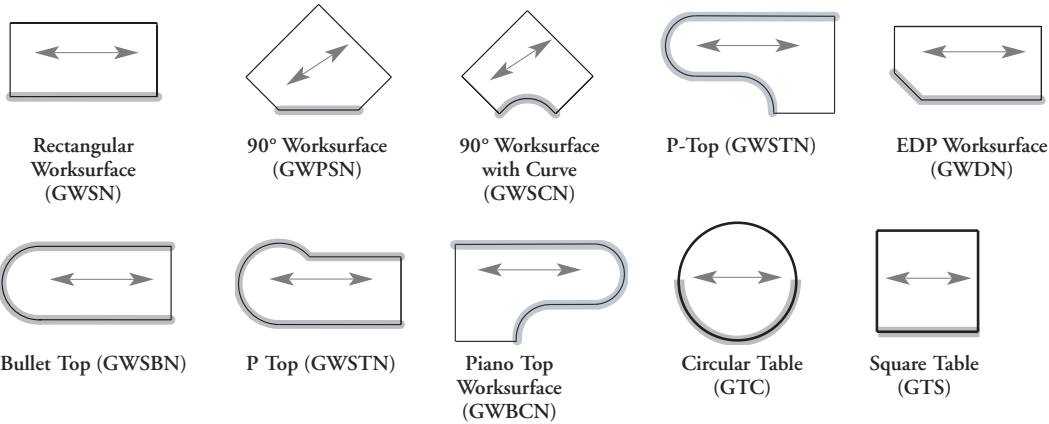 Rectangular
Worksurface
(GWSN)
90° Worksurface
(GWPSN)
90° Worksurface
with Curve
(GWSCN)
P-Top (GWSTN)
EDP Worksurface
(GWDN)
Bullet Top (GWSBN)
P Top (GWSTN)
Piano Top
Worksurface
(GWBCN)
Circular Table
(GTC)
Square Table
(GTS)